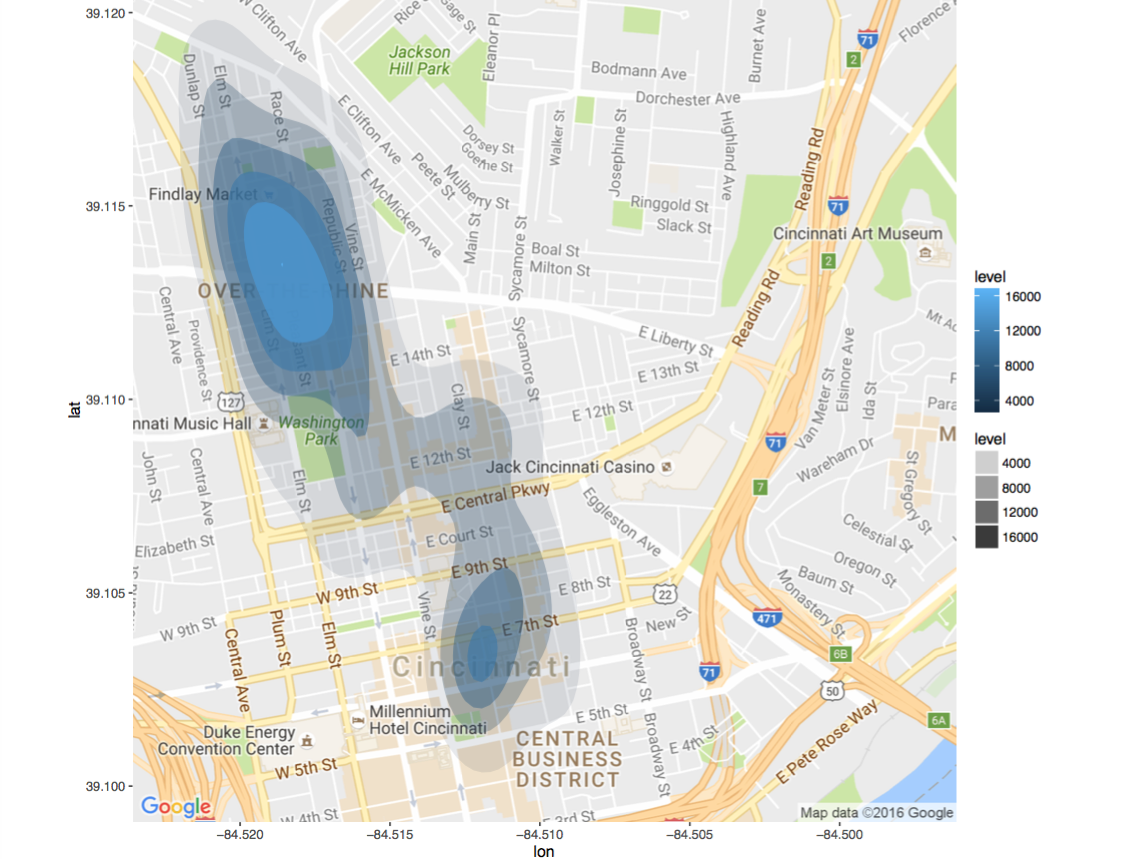 39.120
39.115
39.110
39.105
39.100
lat
−84.520
−84.515
−84.510
−84.505
−84.500
lon
W Clifton Ave
Rice
Gage St
Eleanor Pl
Burnet Ave
71
2
Florence
Jackson
Hill Park
Bodmann Ave
Dorchester Ave
Dunlap St
Elm St
Race St
E Clifton Ave
Dorsey St
Goethe St
Walker St
Josephine St
Highland Ave
Reading Rd
Peete St
Mulberry St
E McMicken Ave
Findlay Market
Republic St
Vine St
Main St
Sycamore St
Ringgold St
Slack St
71
Cincinnati Art Museum
2
Boal St
Milton St
OVER-THE-RHINE
Central Ave
Providence St
Elm St
Reading Rd
E Liberty St
Mt Ad
Sycamore St
E 14th St
E 13th St
Clay St
E 12th St
Elsinore Ave
Van Meter St
Ida St
Para
127
nnati Music Hall
Washington
Park
71
M
E 12th St
Jack Cincinnati Casino
Wareham Dr
St Gregory St
John St
Central Ave
Elm St
E Central Pkwy
7
Eggleston Ave
Celestial St
Elizabeth St
E Court St
Oregon St
E 9th St
Baum St
Monastery St
W 9th St
E 8th St
22
Vine St
New St
471
W 9th St
Plum St
Elm St
E 7th St
Broadway St
6B
Central Ave
Cincinnati
71
50
Millennium
Hotel Cincinnati
E 5th St
6A
Duke Energy
Convention Center
CENTRAL
BUSINESS
DISTRICT
Broadway St
E 4th St
E Pete Rose Way
W 5th St
Google
W 4th St
E 3rd St
Map data ©2016 Google
level
16000
12000
8000
4000
level
4000
8000
12000
16000